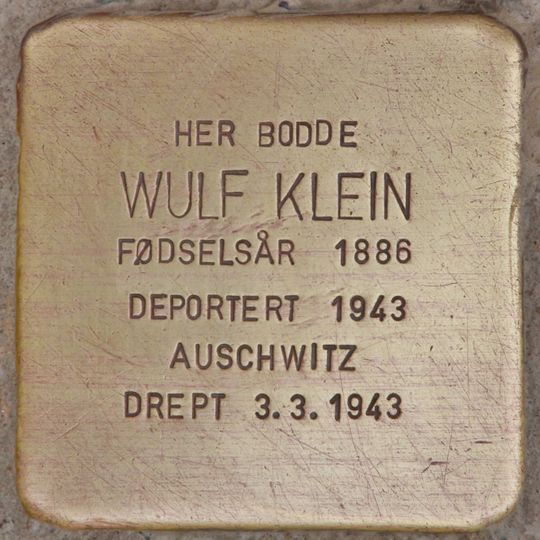 HER BODDE
WULF KLEIN
FØDSELSÅR 1886
DEPORTERT 1943
AUSCHWITZ
DREPT 3.3.1943